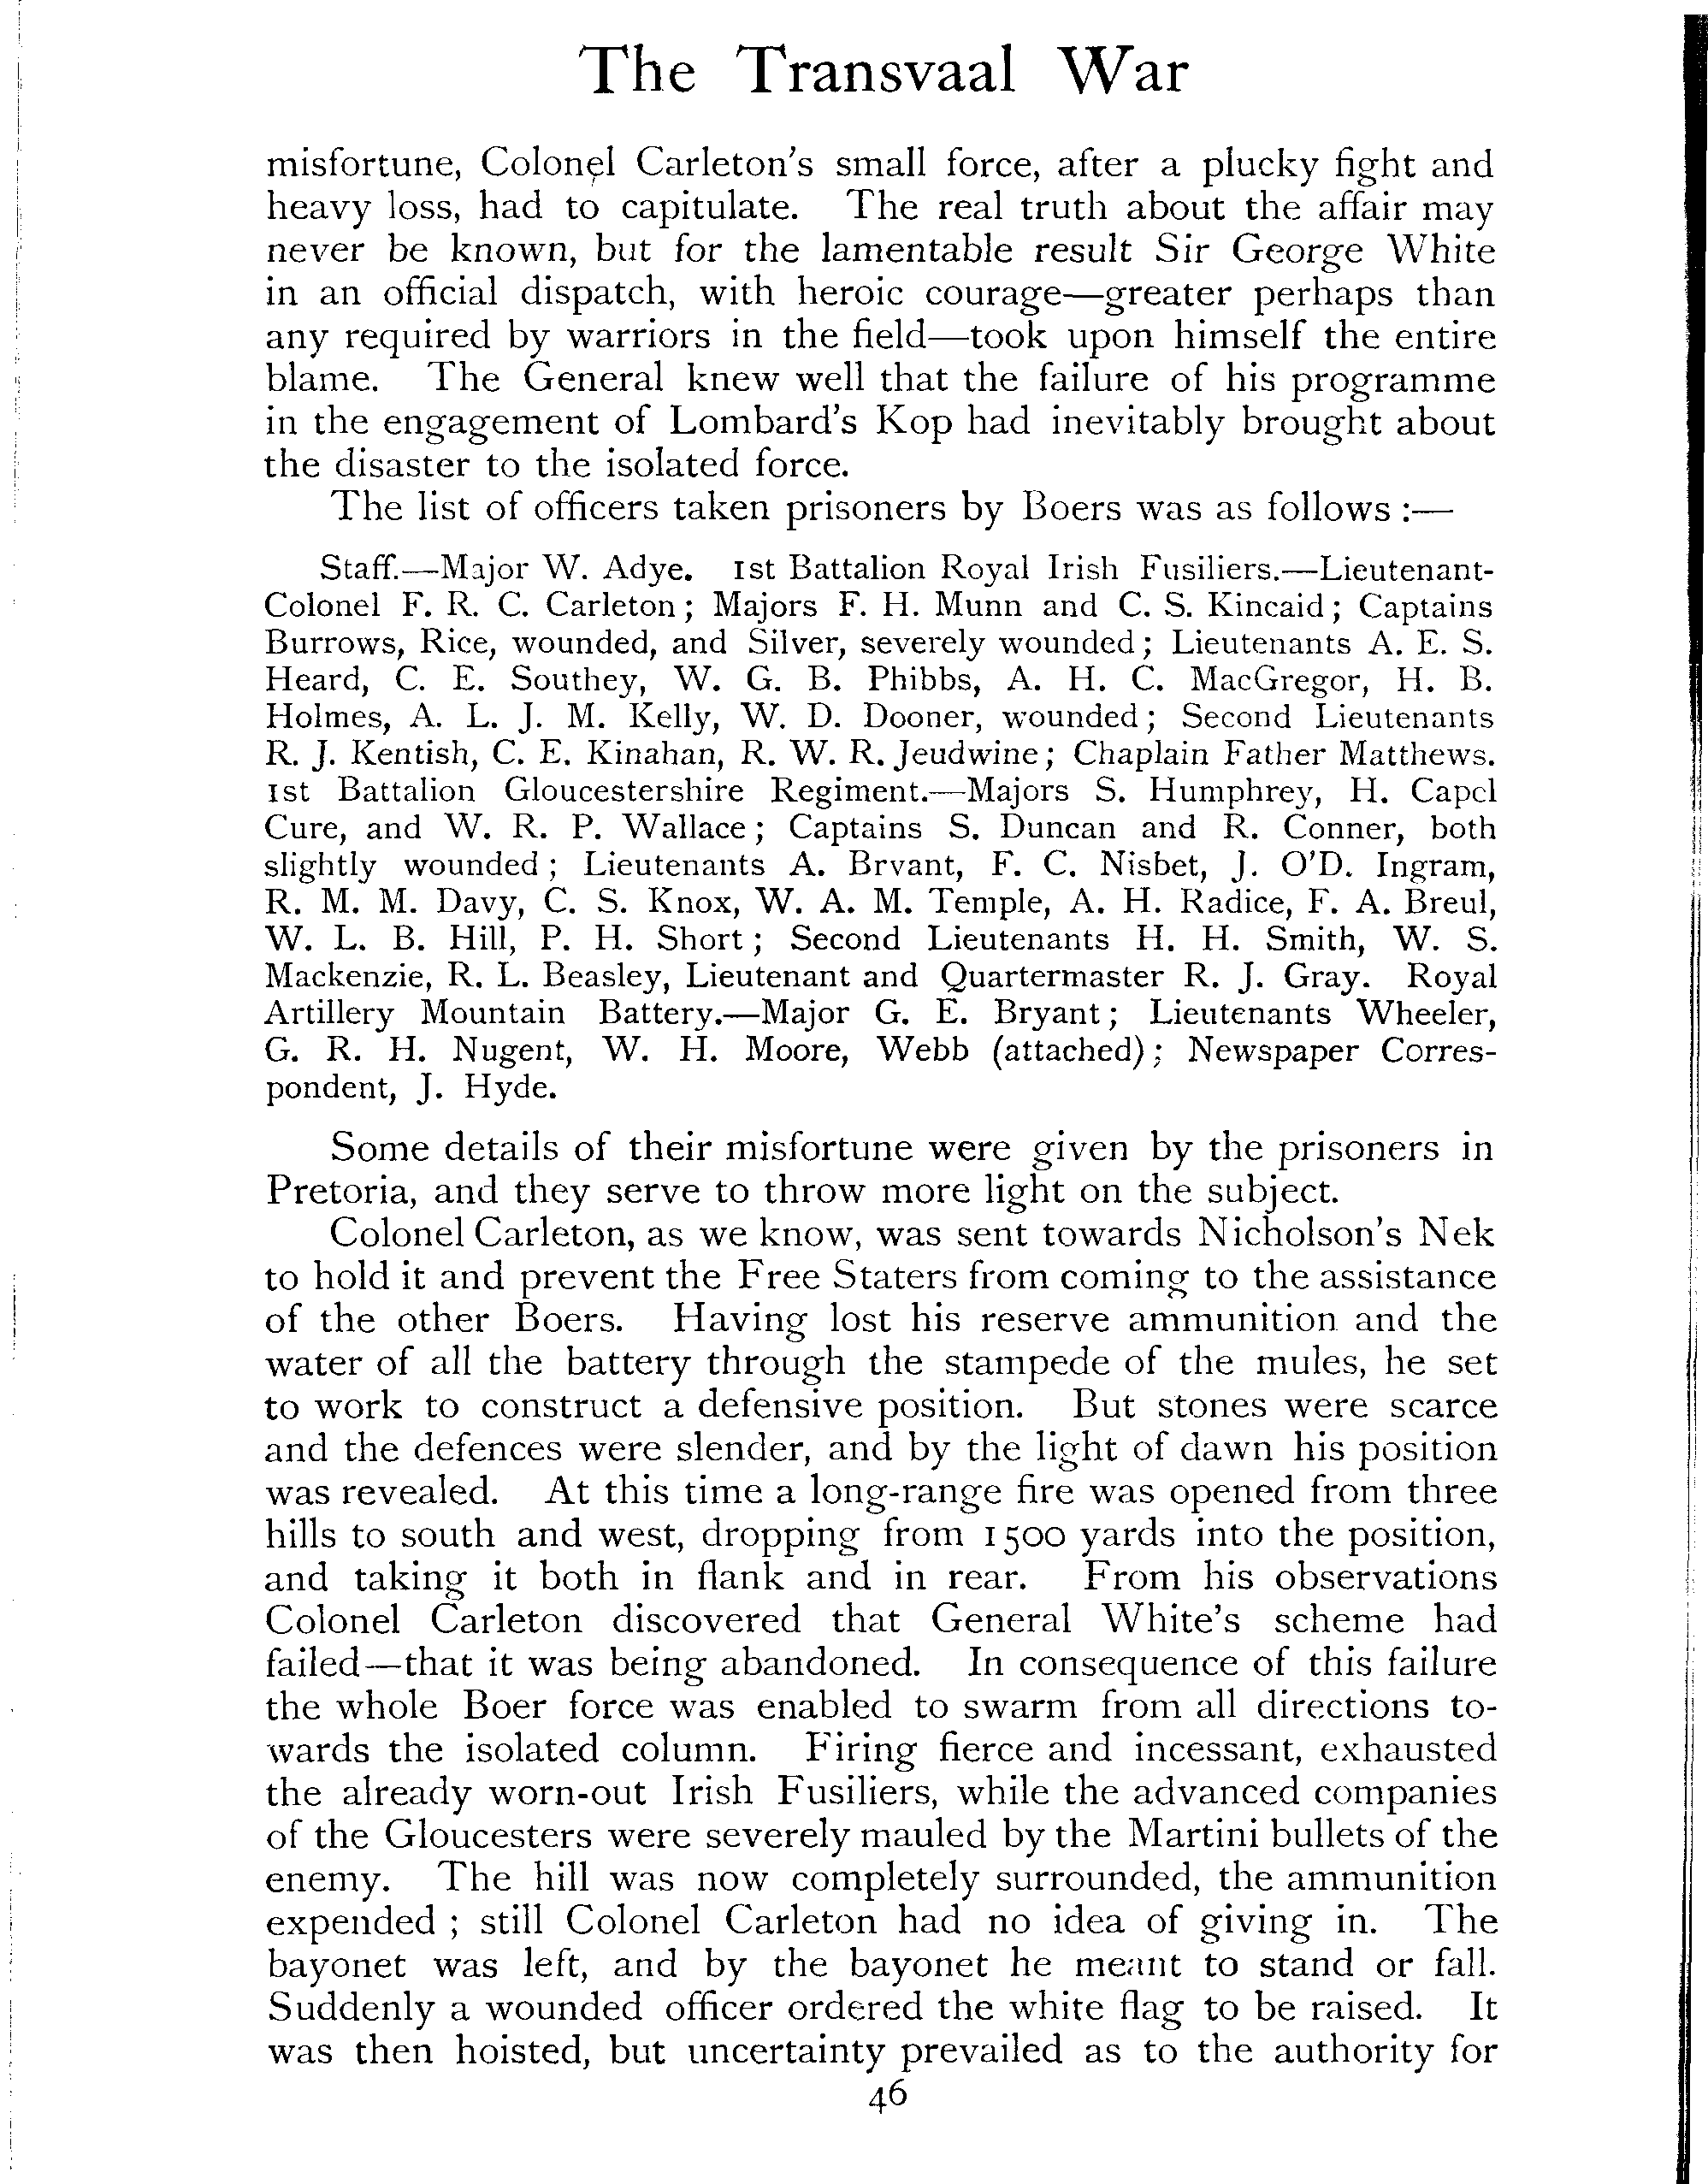 The Transvaal War
misfortune, Colonel Carleton's small force, after a plucky fight and
heavy loss, had to capitulate. The real truth about the affair may
never be known, but for the lamentable result Sir George White
in an official dispatch, with heroic courage—greater perhaps than
any required by warriors in the field—took upon himself the entire
blame. The General knew well that the failure of his programme
in the engagement of Lombard's Kop had inevitably brought about
the disaster to the isolated force.
The list of officers taken prisoners by Boers was as follows :—
Staff.—Major W. Adye. 1st Battalion Royal Irish Fusiliers.—Lieutenant-
Colonel F. R. C. Carleton; Majors F. H. Munn and C. S. Kincaid; Captains
Burrows, Rice, wounded, and Silver, severely wounded; Lieutenants A. E. S.
Heard, C. E. Southey, W. G. B. Phibbs, A. H. C. MacGregor, H. B.
Holmes, A. L. J. M. Kelly, W. D. Dooner, wounded; Second Lieutenants
R. J. Kentish, C. E. Kinahan, R. W. R. Jeudwine; Chaplain Father Matthews.
1st Battalion Gloucestershire Regiment.—Majors S. Humphrey, H. Capel
Cure, and W. R. P. Wallace; Captains S. Duncan and R. Conner, both
slightly wounded; Lieutenants A. Bryant, F. C. Nisbet, J. O'D. Ingram,
R. M. M. Davy, C. S. Knox, W. A. M. Temple, A. H. Radice, F. A. Breul,
W. L. B. Hill, P. H. Short; Second Lieutenants H. H. Smith, W. S.
Mackenzie, R. L. Beasley, Lieutenant and Quartermaster R. J. Gray. Royal
Artillery Mountain Battery.—Major G. E. Bryant; Lieutenants Wheeler,
G. R. H. Nugent, W. H. Moore, Webb (attached); Newspaper Corres-
pondent, J. Hyde.
Some details of their misfortune were given by the prisoners in
Pretoria, and they serve to throw more light on the subject.
Colonel Carleton, as we know, was sent towards Nicholson's Nek
to hold it and prevent the Free Staters from coming to the assistance
of the other Boers. Having lost his reserve ammunition and the
water of all the battery through the stampede of the mules, he set
to work to construct a defensive position. But stones were scarce
and the defences were slender, and by the light of dawn his position
was revealed. At this time a long-range fire was opened from three
hills to south and west, dropping from 1500 yards into the position,
and taking it both in flank and in rear. From his observations
Colonel Carleton discovered that General White's scheme had
failed—that it was being abandoned. In consequence of this failure
the whole Boer force was enabled to swarm from all directions to-
wards the isolated column. Firing fierce and incessant, exhausted
the already worn-out Irish Fusiliers, while the advanced companies
of the Gloucesters were severely mauled by the Martini bullets of the
enemy. The hill was now completely surrounded, the ammunition
expended; still Colonel Carleton had no idea of giving in. The
bayonet was left, and by the bayonet he meant to stand or fall.
Suddenly a wounded officer ordered the white flag to be raised. It
was then hoisted, but uncertainty prevailed as to the authority for
46